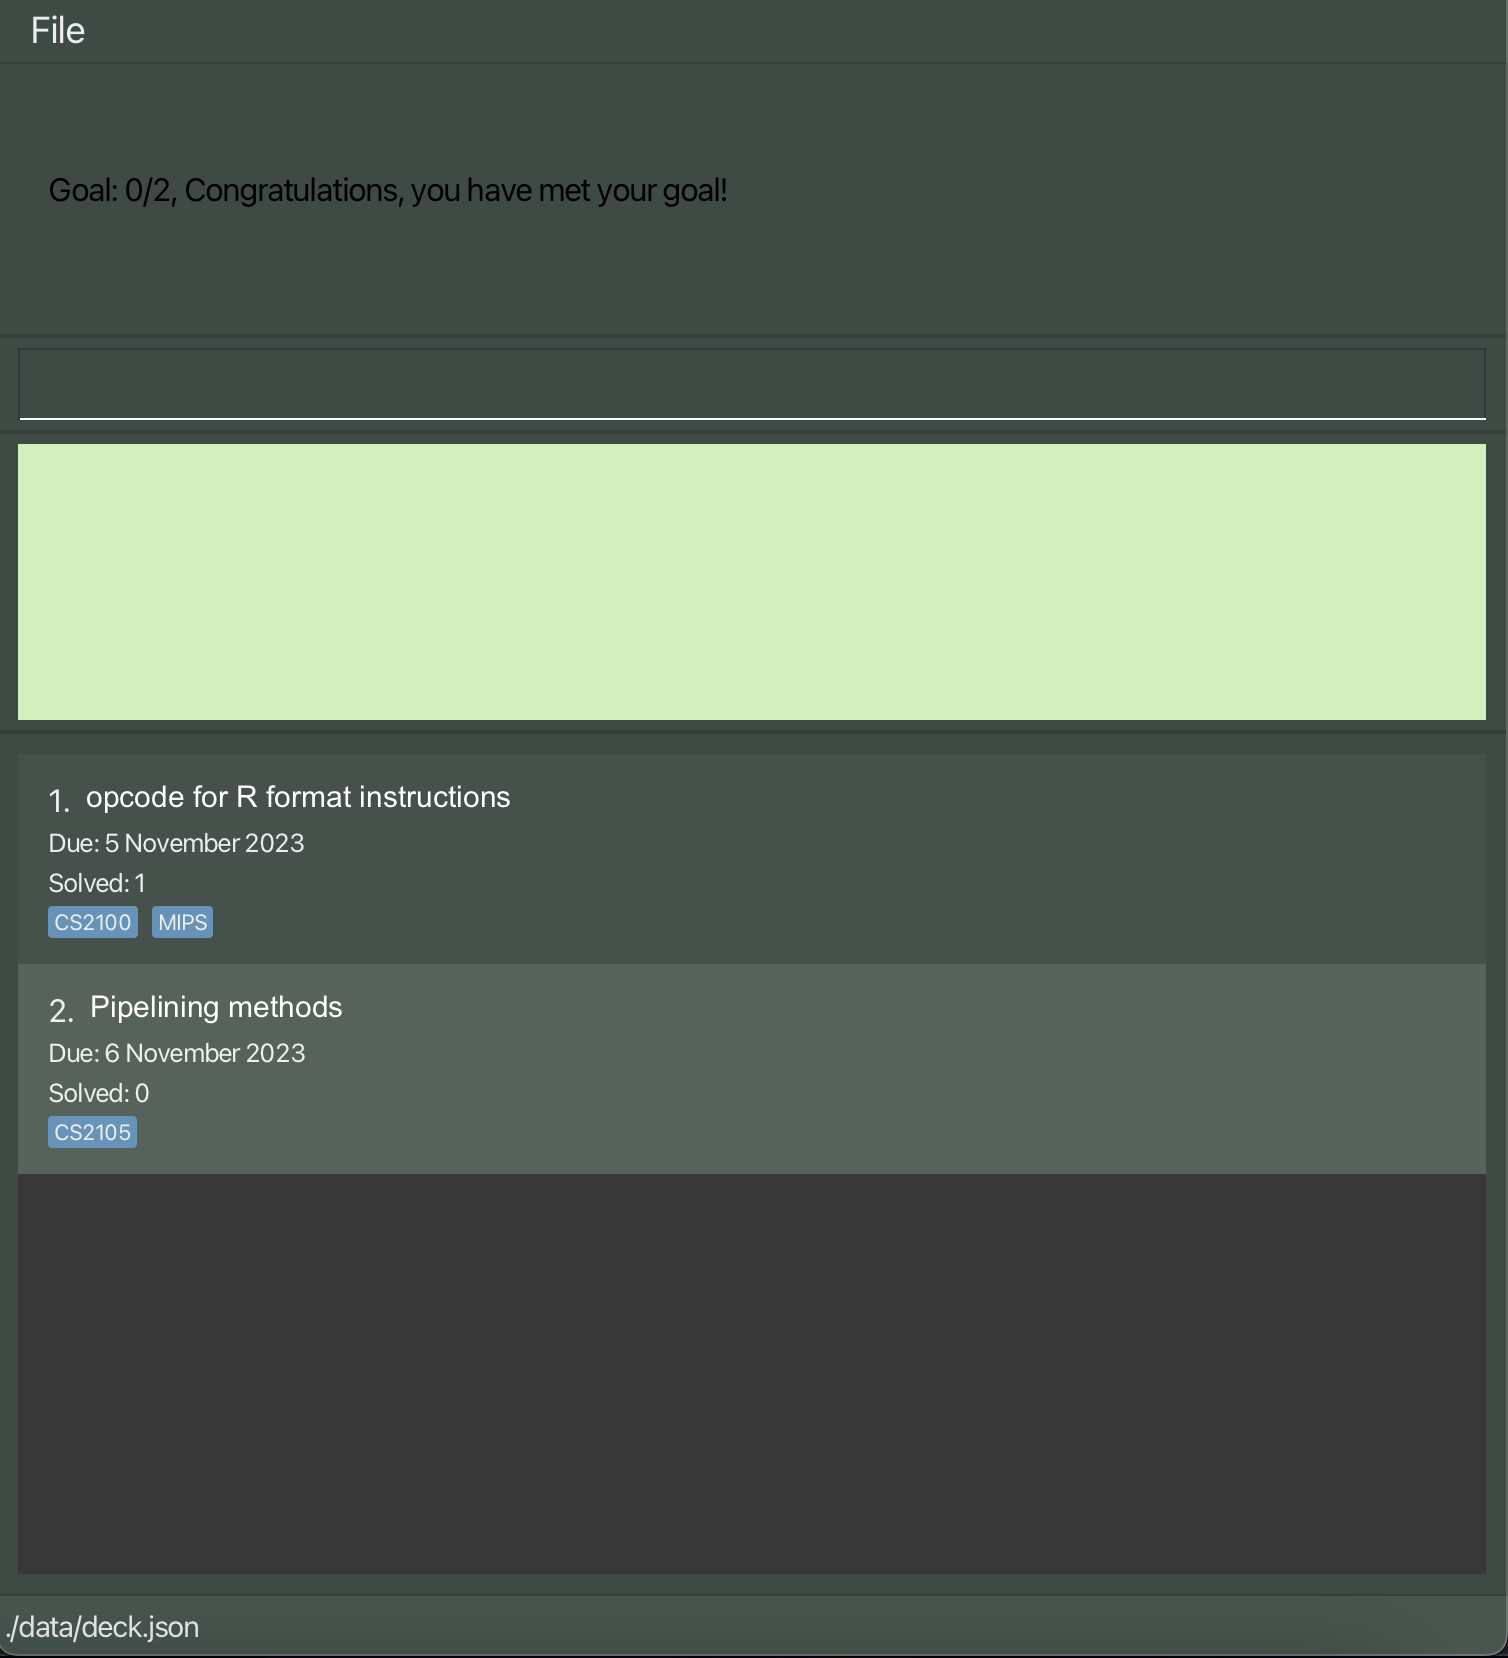 File
Goal: 0/2, Congratulations, you have met your goal!
1. opcode for R format instructions
Due: 5 November 2023
Solved: 1
CS2100 MIPS
2. Pipelining methods
Due: 6 November 2023
Solved: 0
CS2105
./data/deck.json